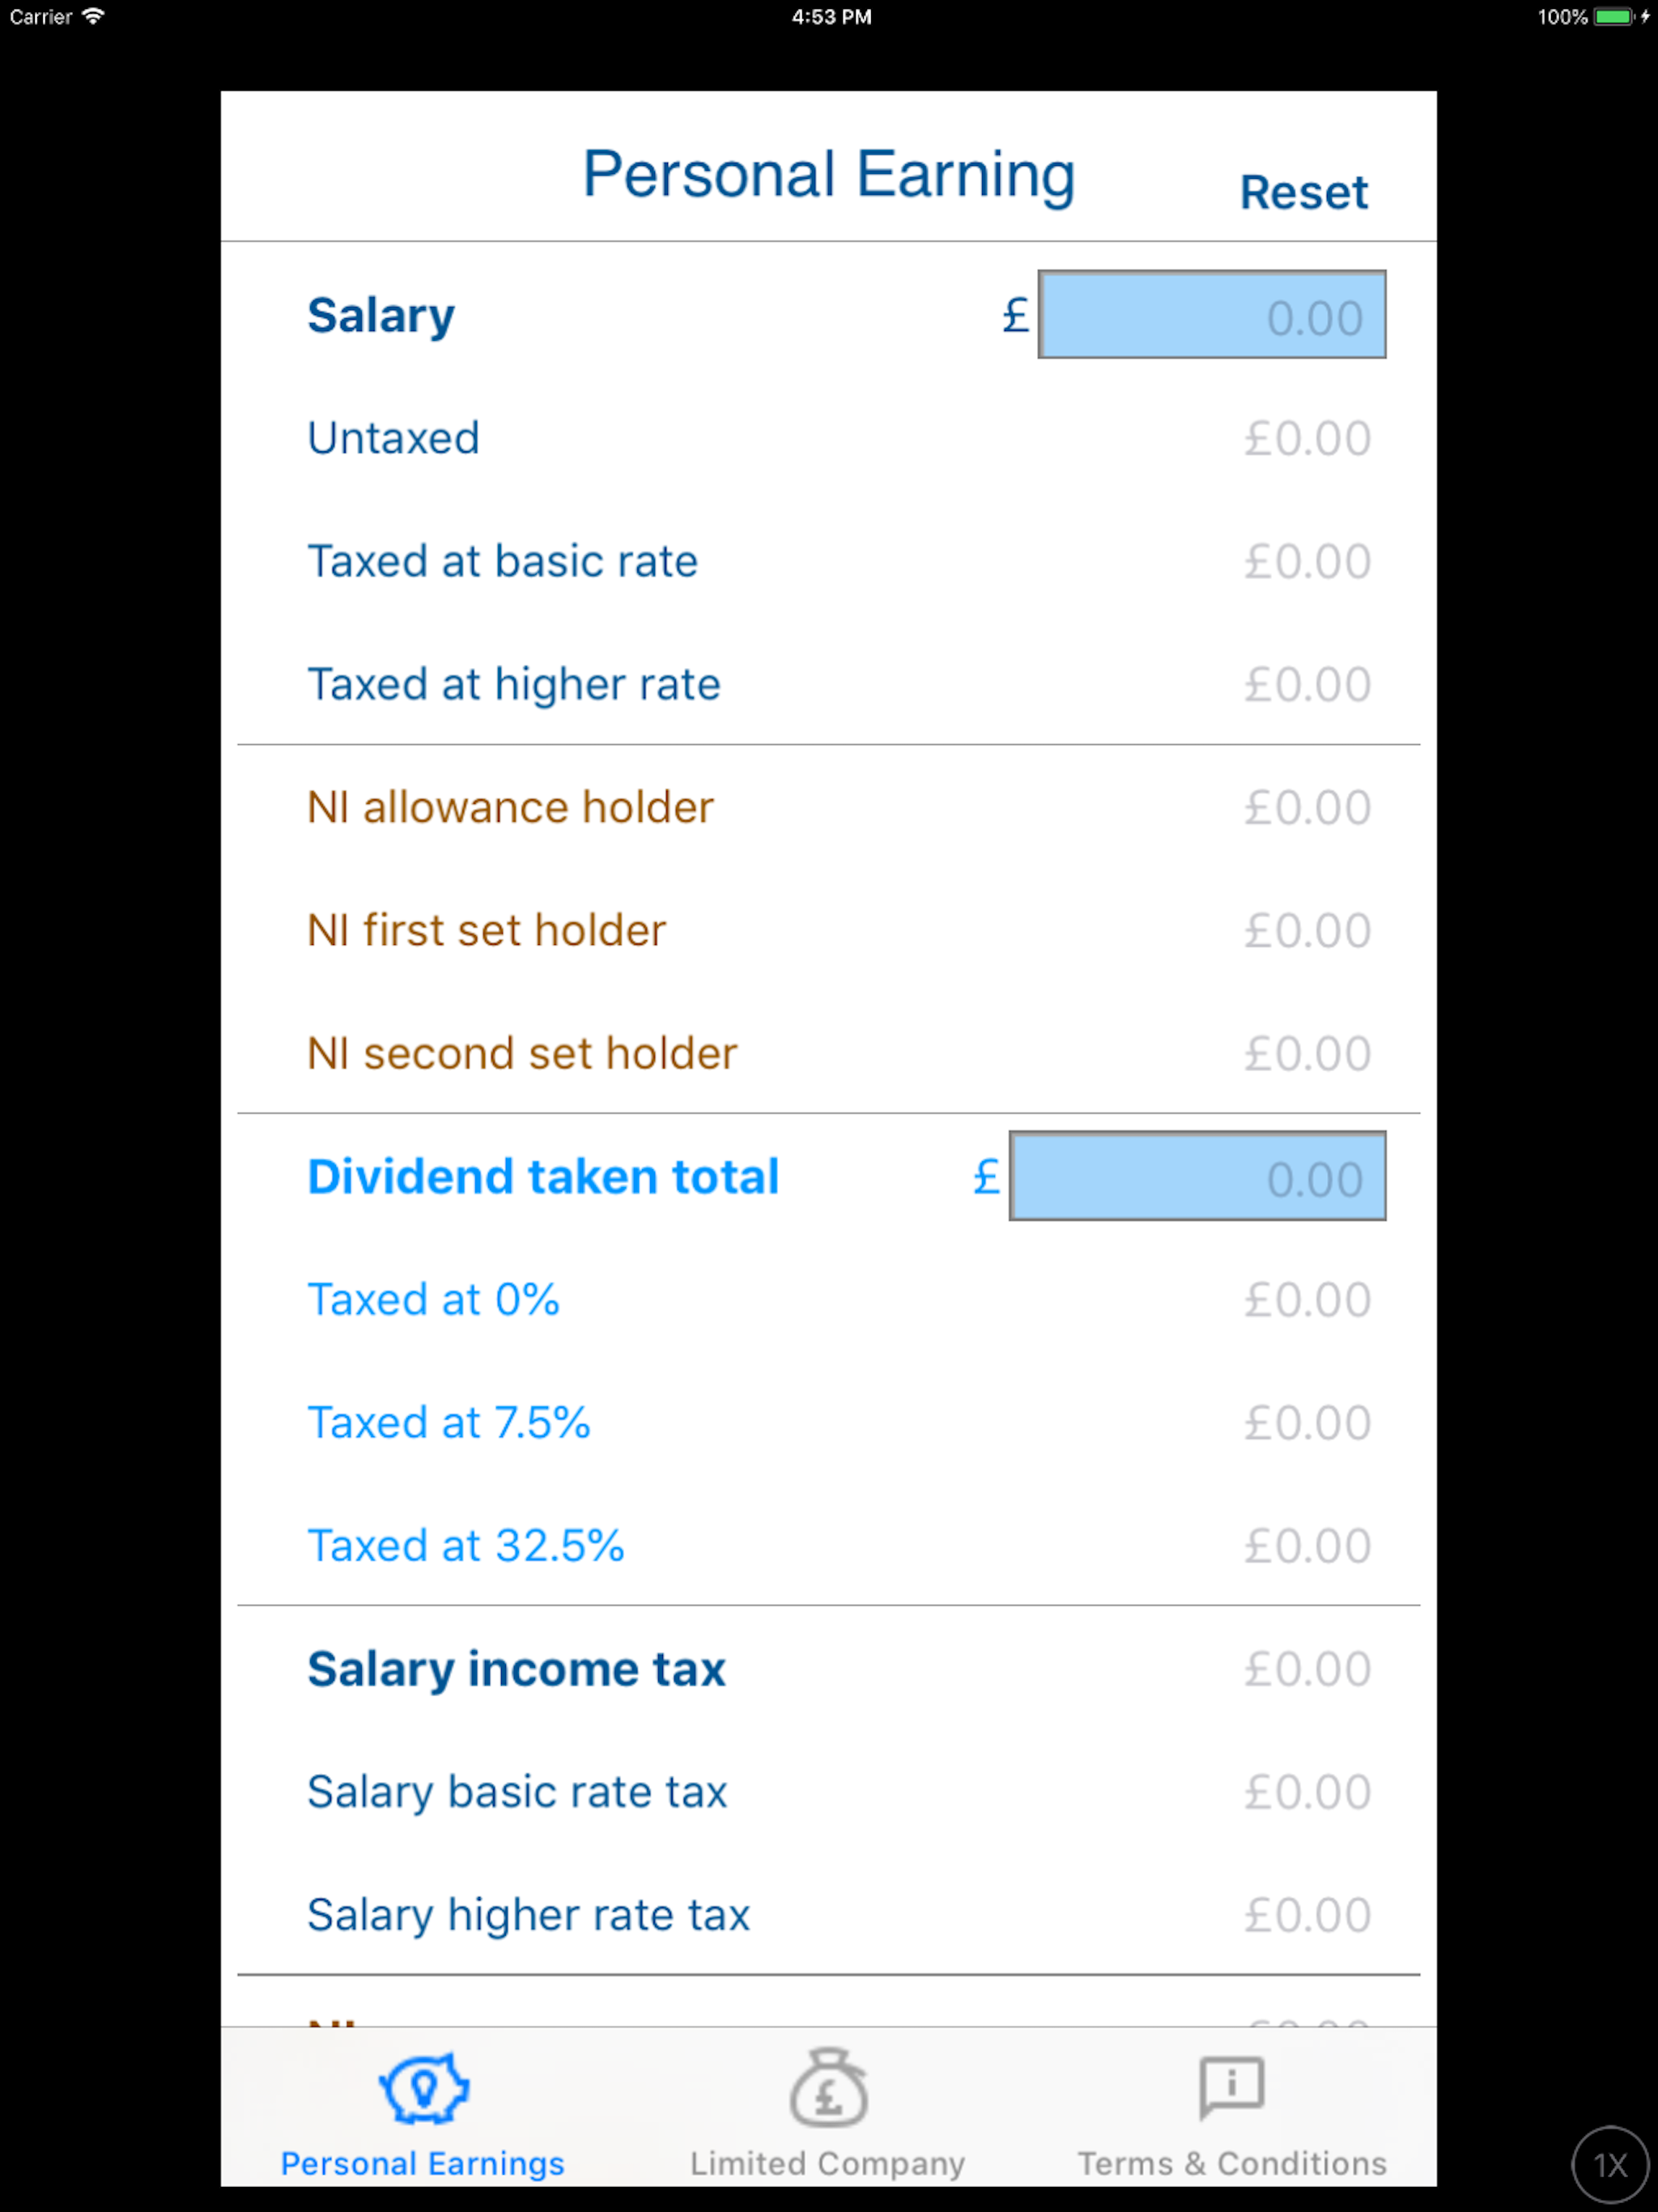 Carrier 4:53 PM 100%
Personal Earning Reset
Salary £ 0.00
Untaxed £0.00
Taxed at basic rate £0.00
Taxed at higher rate £0.00
NI allowance holder £0.00
NI first set holder £0.00
NI second set holder £0.00
Dividend taken total £ 0.00
Taxed at 0% £0.00
Taxed at 7.5% £0.00
Taxed at 32.5% £0.00
Salary income tax £0.00
Salary basic rate tax £0.00
Salary higher rate tax £0.00
£
i
Personal Earnings Limited Company Terms & Conditions
1X